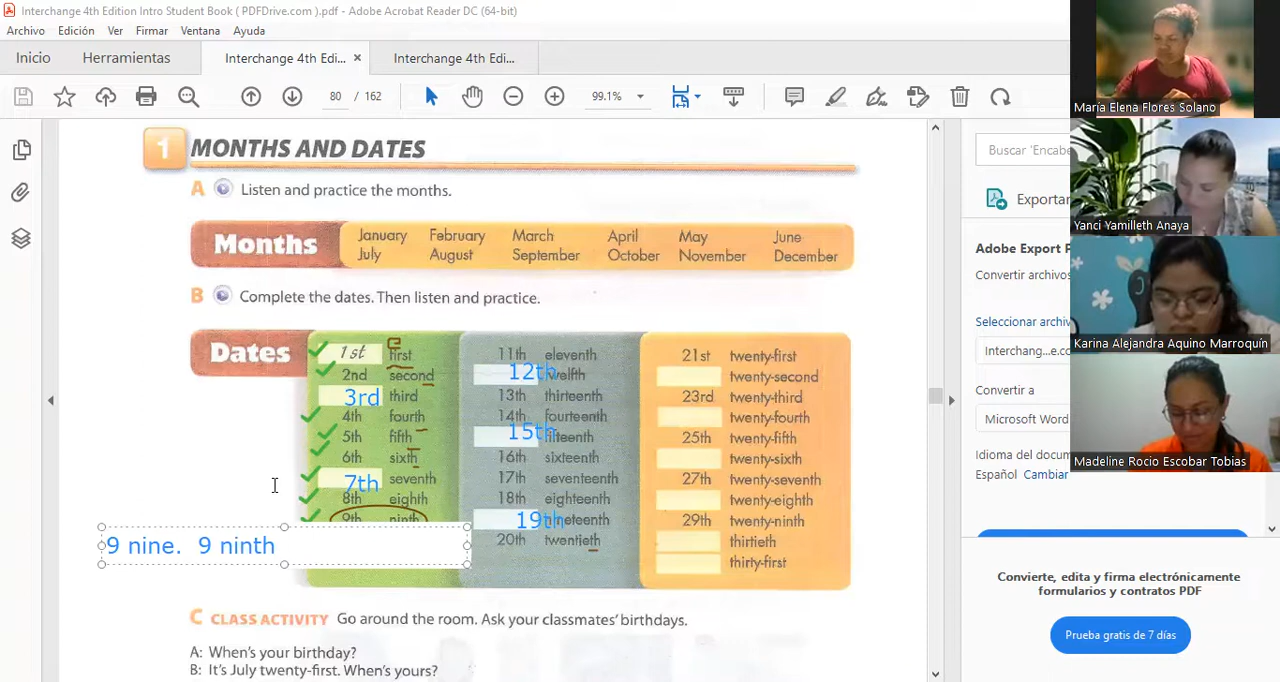 Interchange 4th Edition Intro Student Book ( PDFDrive.com ).pdf - Adobe Acrobat Reader DC (64-bit)
Archivo Edición Ver Firmar Ventana Ayuda
Inicio Herramientas Interchange 4th Edi... × Interchange 4th Edi...
80 / 162 99.1%
1 MONTHS AND DATES
A Listen and practice the months.
Months
January February March April May June
July August September October November December
B Complete the dates. Then listen and practice.
Dates
1st first
2nd second
3rd third
4th fourth
5th fifth
6th sixth
7th seventh
8th eighth
9th ninth
9 nine. 9 ninth
11th eleventh
12th twelfth
13th thirteenth
14th fourteenth
15th fifteenth
16th sixteenth
17th seventeenth
18th eighteenth
19th nineteenth
20th twentieth
21st twenty-first
twenty-second
23rd twenty-third
twenty-fourth
25th twenty-fifth
twenty-sixth
27th twenty-seventh
twenty-eighth
29th twenty-ninth
thirtieth
thirty-first
C CLASS ACTIVITY Go around the room. Ask your classmates' birthdays.
A: When's your birthday?
B: It's July twenty-first. When's yours?
Buscar 'Encabe
Exportar
Adobe Export P
Convertir archivos
Seleccionar archiv
Interchang...e.co
Convertir a
Microsoft Word
Idioma del docum
Español Cambiar
Convierte, edita y firma electrónicamente
formularios y contratos PDF
Prueba gratis de 7 días
María Elena Flores Solano
Yanci Yamilleth Anaya
Karina Alejandra Aquino Marroquín
Madeline Rocio Escobar Tobias